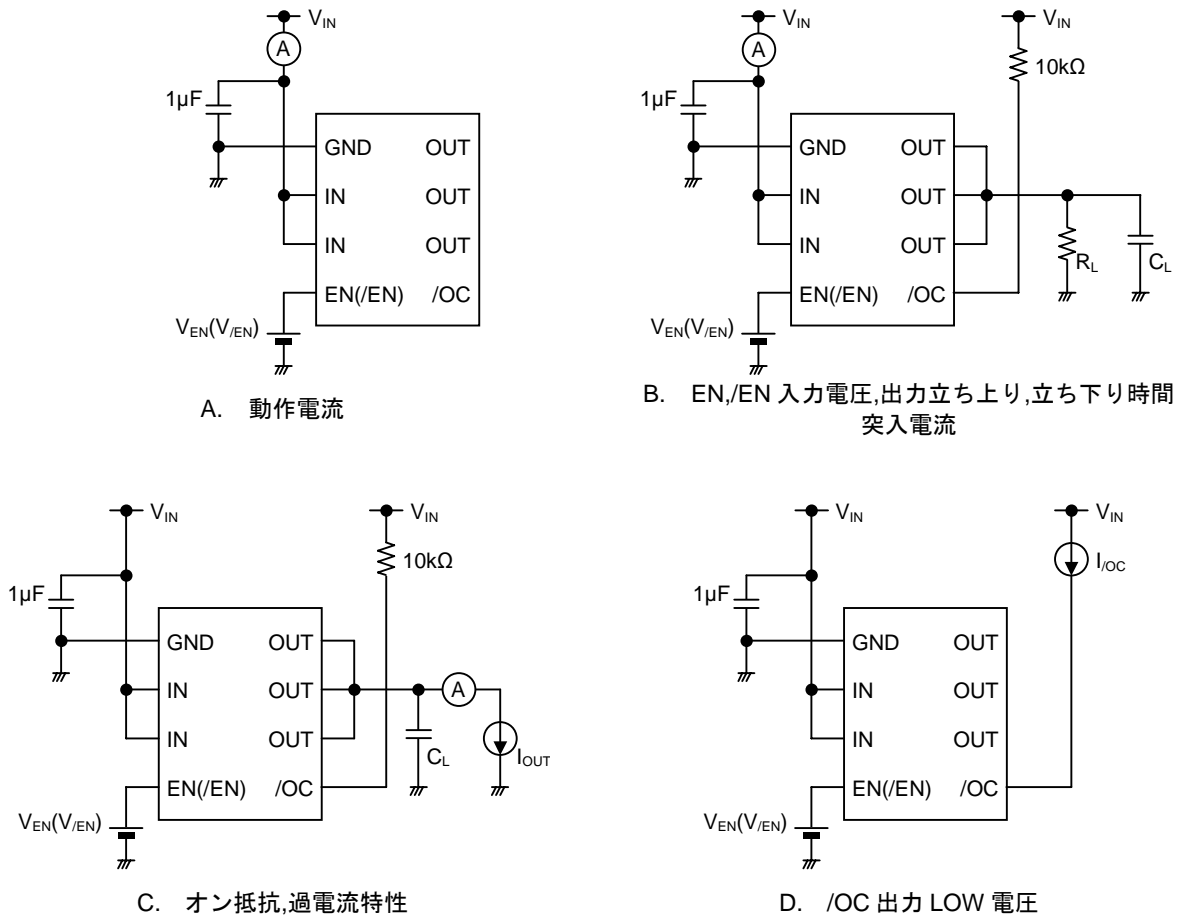 V_IN
A
1µF
GND OUT
IN OUT
IN OUT
EN(/EN) /OC
V_EN(V_/EN)
A. 動作電流
V_IN V_IN
A 10kΩ
1µF
GND OUT
IN OUT
IN OUT
R_L C_L
EN(/EN) /OC
V_EN(V_/EN)
B. EN,/EN 入力電圧,出力立ち上り,立ち下り時間
突入電流
V_IN V_IN
10kΩ
1µF
GND OUT
IN OUT A
IN OUT
C_L I_OUT
EN(/EN) /OC
V_EN(V_/EN)
C. オン抵抗,過電流特性
V_IN V_IN
I_/OC
1µF
GND OUT
IN OUT
IN OUT
EN(/EN) /OC
V_EN(V_/EN)
D. /OC 出力 LOW 電圧